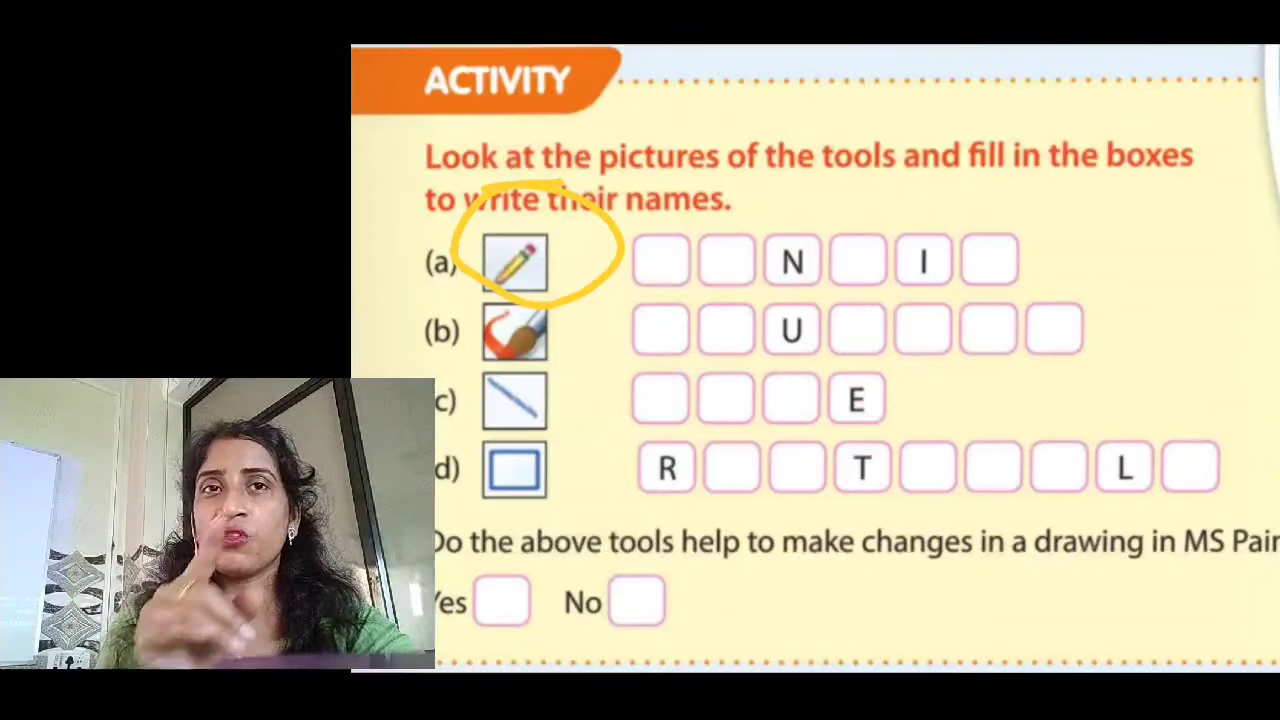 ACTIVITY
Look at the pictures of the tools and fill in the boxes
to write their names.
(a) N I
(b) U
c) E
d) R T L
Do the above tools help to make changes in a drawing in MS Pain
Yes No